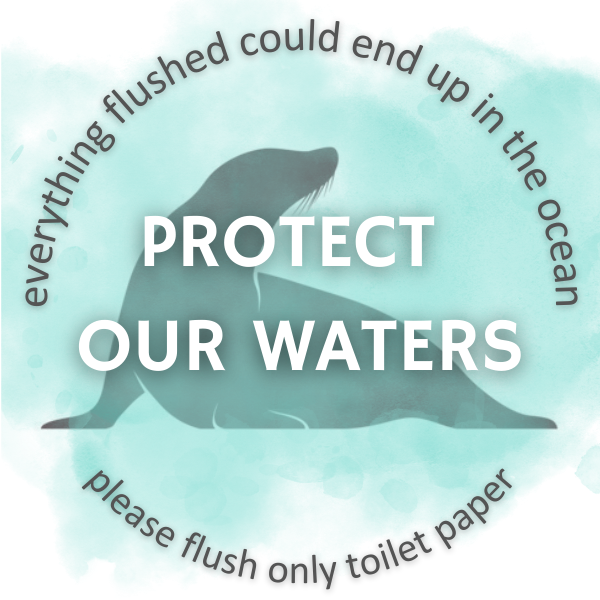 everything flushed could end up in the ocean
PROTECT
OUR WATERS
please flush only toilet paper